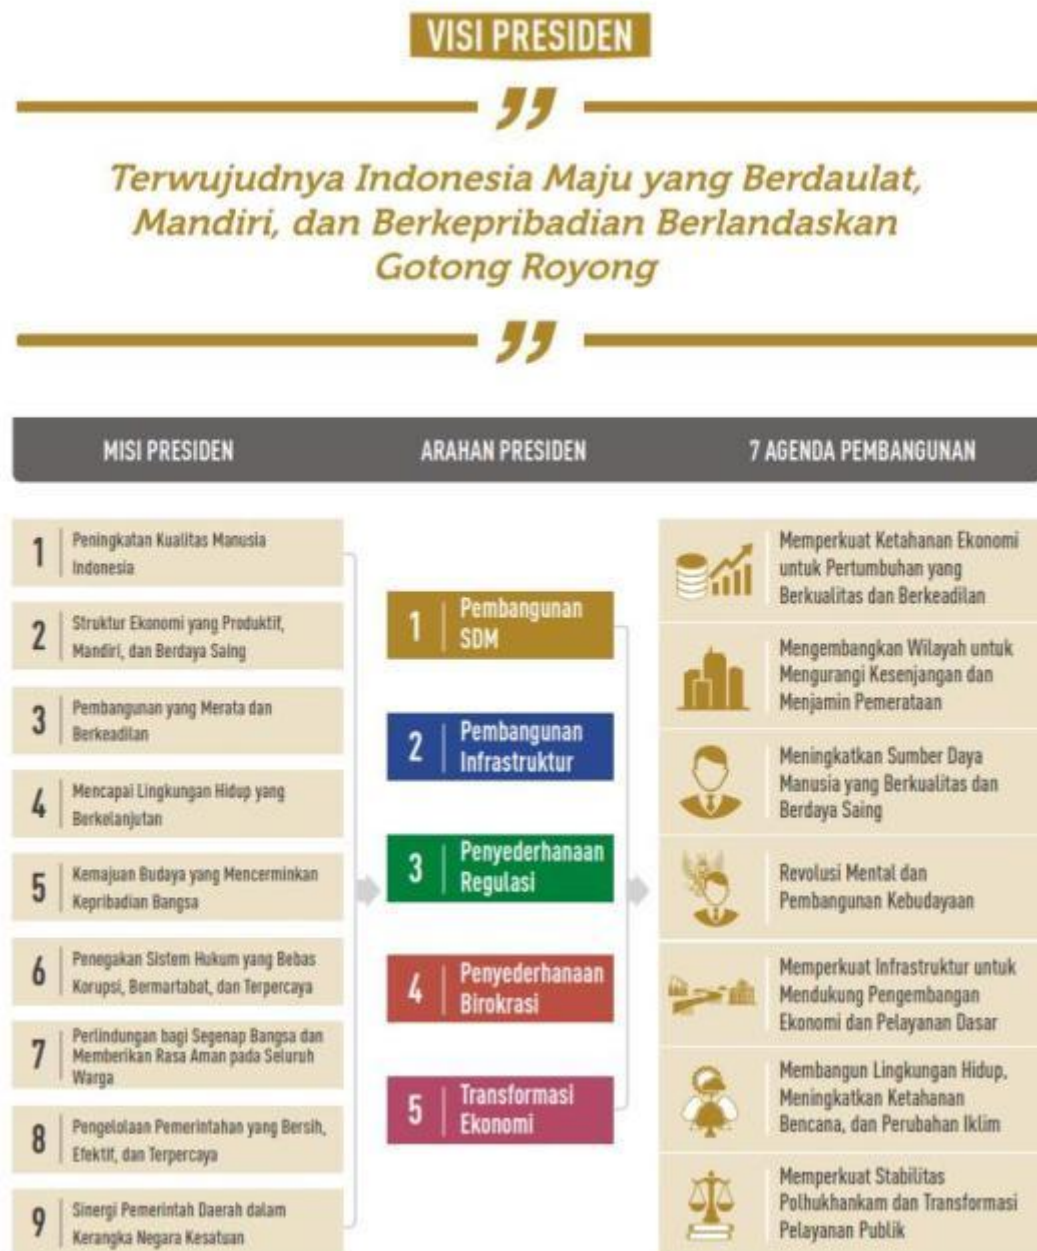 VISI PRESIDEN
”
Terwujudnya Indonesia Maju yang Berdaulat,
Mandiri, dan Berkepribadian Berlandaskan
Gotong Royong
”
MISI PRESIDEN
1
Peningkatan Kualitas Manusia
Indonesia
2
Struktur Ekonomi yang Produktif,
Mandiri, dan Berdaya Saing
3
Pembangunan yang Merata dan
Berkeadilan
4
Mencapai Lingkungan Hidup yang
Berkelanjutan
5
Kemajuan Budaya yang Mencerminkan
Kepribadian Bangsa
6
Penegakan Sistem Hukum yang Bebas
Korupsi, Bermartabat, dan Terpercaya
7
Perlindungan bagi Segenap Bangsa dan
Memberikan Rasa Aman pada Seluruh
Warga
8
Pengelolaan Pemerintahan yang Bersih,
Efektif, dan Terpercaya
9
Sinergi Pemerintah Daerah dalam
Kerangka Negara Kesatuan
ARAHAN PRESIDEN
1
Pembangunan
SDM
2
Pembangunan
Infrastruktur
3
Penyederhanaan
Regulasi
4
Penyederhanaan
Birokrasi
5
Transformasi
Ekonomi
7 AGENDA PEMBANGUNAN
Memperkuat Ketahanan Ekonomi
untuk Pertumbuhan yang
Berkualitas dan Berkeadilan
Mengembangkan Wilayah untuk
Mengurangi Kesenjangan dan
Menjamin Pemerataan
Meningkatkan Sumber Daya
Manusia yang Berkualitas dan
Berdaya Saing
Revolusi Mental dan
Pembangunan Kebudayaan
Memperkuat Infrastruktur untuk
Mendukung Pengembangan
Ekonomi dan Pelayanan Dasar
Membangun Lingkungan Hidup,
Meningkatkan Ketahanan
Bencana, dan Perubahan Iklim
Memperkuat Stabilitas
Polhukhankam dan Transformasi
Pelayanan Publik